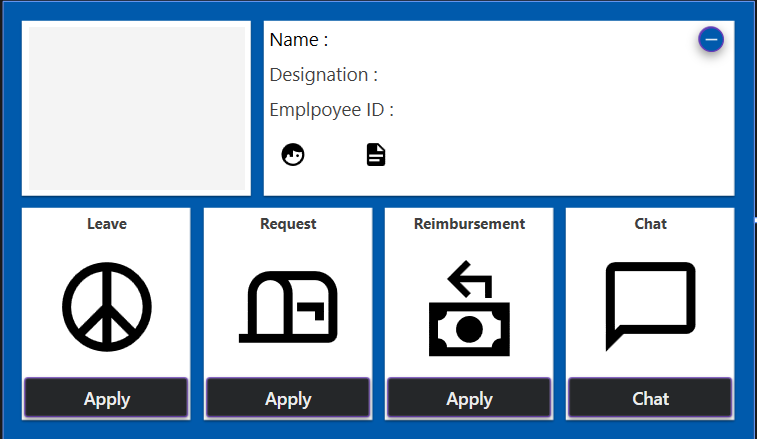 Name :
Designation :
Emplpoyee ID :
Leave
Request
Reimbursement
Chat
Apply
Apply
Apply
Chat